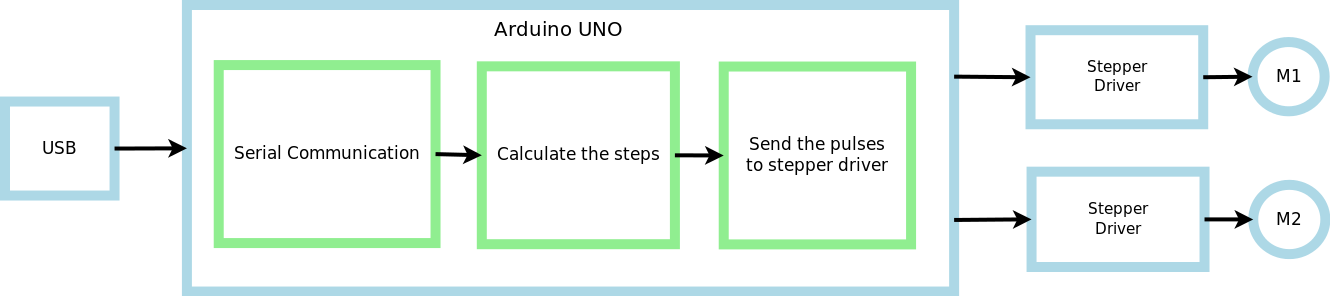 Arduino UNO
USB
Serial Communication
Calculate the steps
Send the pulses
to stepper driver
Stepper
Driver
M1
Stepper
Driver
M2